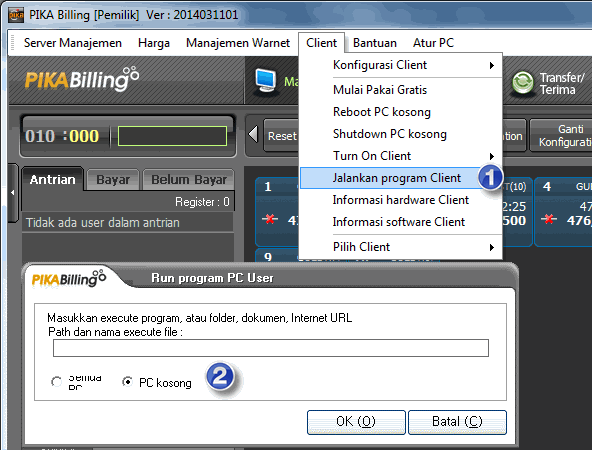 PIKA Billing [Pemilik] Ver : 2014031101
Server Manajemen Harga Manajemen Warnet Client Bantuan Atur PC
PIKABilling
Transfer/
Terima
Konfigurasi Client
Mulai Pakai Gratis
Reboot PC kosong
Shutdown PC kosong
Turn On Client
Jalankan program Client 1
Informasi hardware Client
Informasi software Client
Pilih Client
010 : 000
Reset
Ganti
Konfigurati
Antrian Bayar Belum Bayar
Register : 0
Tidak ada user dalam antrian
1
T(10)
4 GU
2:25
500
47
476,
9
PIKABilling Run program PC User
Masukkan execute program, atau folder, dokumen, Internet URL
Path dan nama execute file :
Semua
PC
PC kosong 2
OK (O) Batal (C)